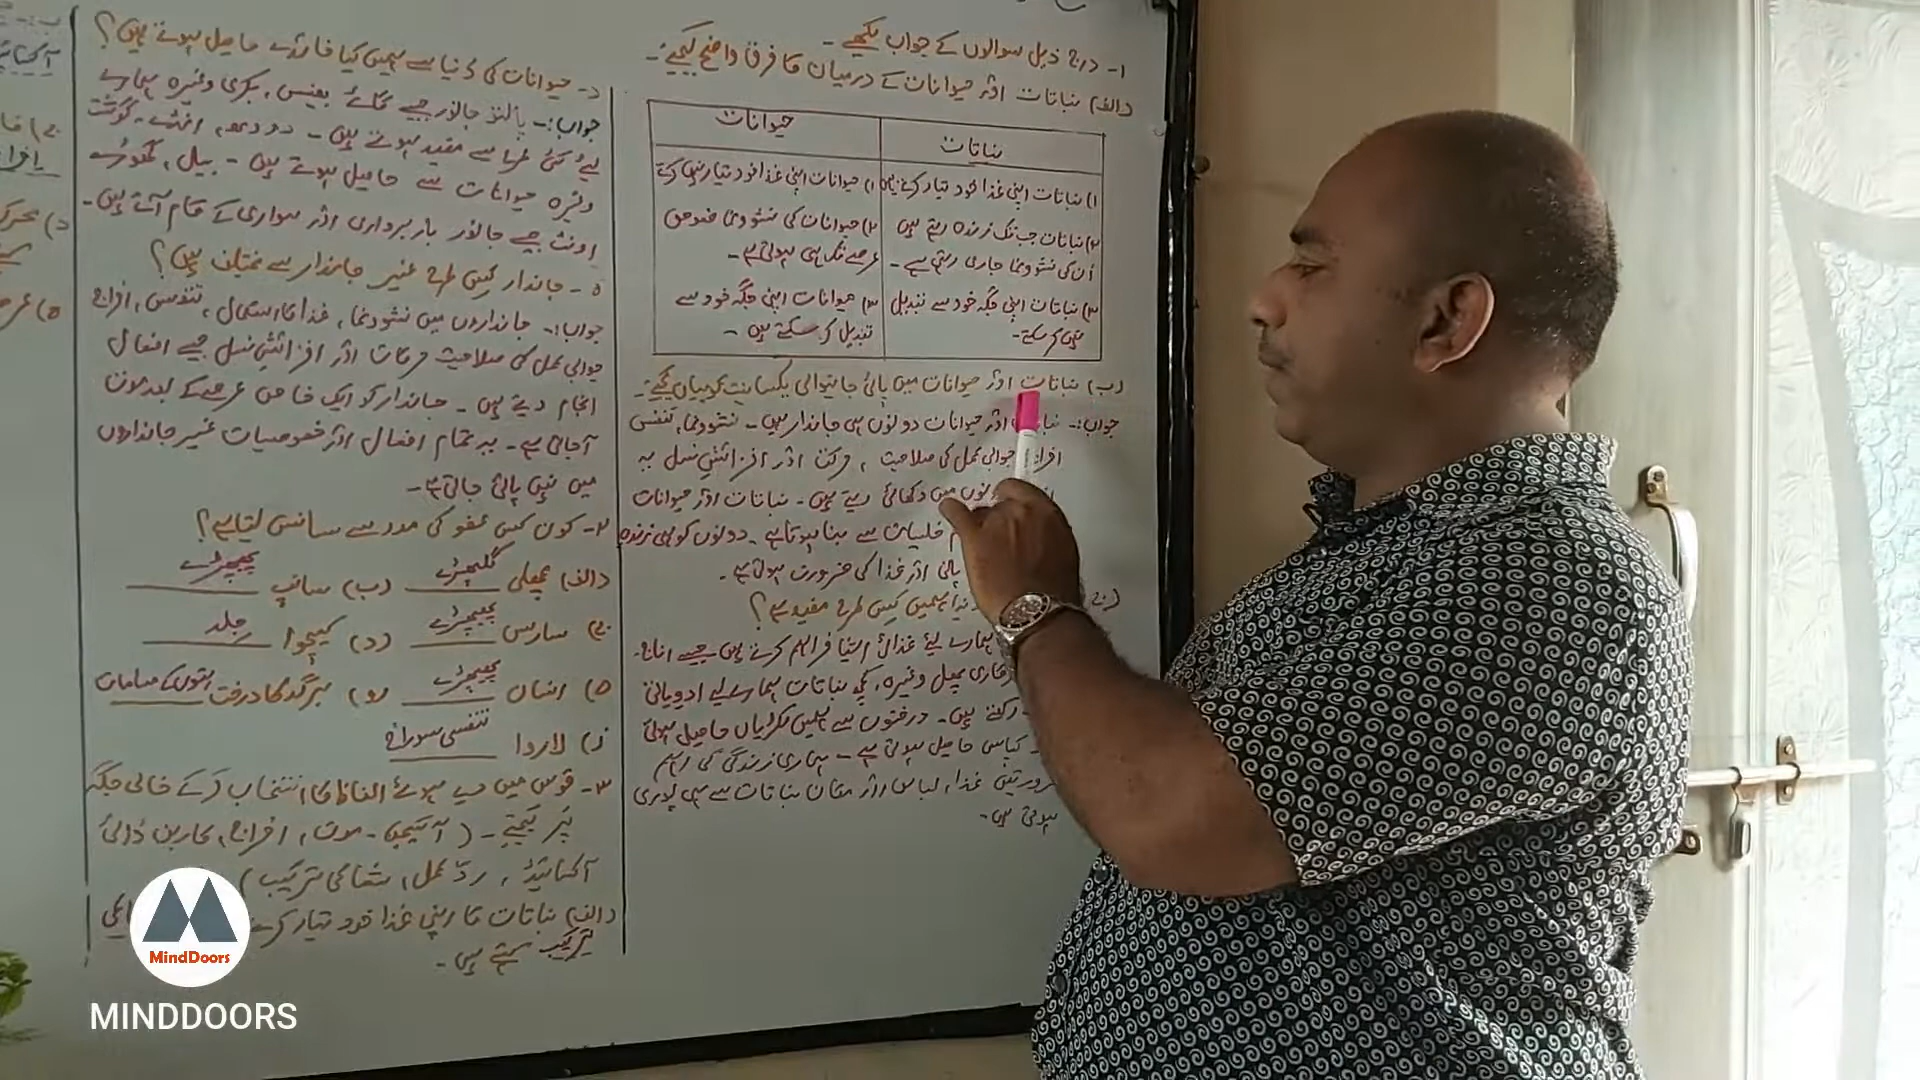 ۱- درج ذیل سوالوں کے جواب لکھیے۔
(الف) نباتات اور حیوانات کے درمیان کا فرق واضح کیجیے۔
نباتات
حیوانات
۱) نباتات اپنی غذا خود تیار کرتے ہیں
۱) حیوانات اپنی غذا خود تیار نہیں کرتے
۲) نباتات جب تک زندہ رہتے ہیں
اُن کی نشوونما جاری رہتی ہے۔
۲) حیوانات کی نشوونما مخصوص
عرصے تک ہی ہوتی ہے۔
۳) نباتات اپنی جگہ خود سے تبدیل
نہیں کر سکتے۔
۳) حیوانات اپنی جگہ خود سے
تبدیل کر سکتے ہیں۔
(ب) نباتات اور حیوانات میں پائی جانیوالی یکسانیت کو بیان کیجیے۔
جواب:۔ اور حیوانات دونوں ہی جاندار ہیں۔ نشوونما، تنفس
جوابی عمل کی صلاحیت، حرکت اور افزائشِ نسل یہ
میں دکھائی دیتے ہیں۔ نباتات اور حیوانات
خلیات سے بنا ہوتا ہے۔ دونوں کو ہی زندہ
پانی اور غذا کی ضرورت ہوتی ہے۔
(ج) ہمیں کس طرح مفید ہے؟
ہمارے لیے غذائی اشیا فراہم کرتے ہیں جیسے اناج۔
پھل وغیرہ، کچھ نباتات ہمارے لیے ادویاتی
رکھتے ہیں۔ درختوں سے ہمیں لکڑیاں حاصل ہوتی
کپاس حاصل ہوتی ہے۔ ہماری زندگی کی اہم
غذا، لباس اور مکان نباتات سے ہی پوری
ہوتی ہیں۔
د- حیوانات کی دنیا سے ہمیں کیا فائدے حاصل ہوتے ہیں؟
جواب:۔ پالتو جانور جیسے گائے بھینس، بکری وغیرہ ہمارے
لیے کئی طرح سے مفید ہوتے ہیں۔ دودھ، انڈے، گوشت
وغیرہ حیوانات سے حاصل ہوتے ہیں۔ بیل، گھوڑے
اونٹ جیسے جانور باربرداری اور سواری کے کام آتے ہیں۔
ہ- جاندار کس طرح غیر جاندار سے مختلف ہیں؟
جواب:۔ جانداروں میں نشوونما، غذا کا استعمال، تنفس، اخراج
جوابی عمل کی صلاحیت حرکات اور افزائشِ نسل جیسے افعال
انجام دیتے ہیں۔ جاندار کو ایک خاص عرصے کے بعد موت
آجاتی ہے۔ یہ تمام افعال اور خصوصیات غیر جانداروں
میں نہیں پائی جاتی ہے۔
۲- کون کس عضو کی مدد سے سانس لیتا ہے؟
(الف) مچھلی گلپھڑے (ب) سانپ پھیپھڑے
ج) سارس پھیپھڑے (د) کیچوا جلد
ہ) انسان پھیپھڑے (و) برگد کا درخت پتوں کے مسامات
ز) لاروا تنفسی سوراخ
۳- قوس میں دیے ہوئے الفاظ کا انتخاب کرکے خالی جگہ
پُر کیجیے۔ (آکسیجن، موت، اخراج، کاربن ڈائی
آکسائیڈ، ردّعمل، شعاعی ترکیب)
(الف) نباتات کا اپنی غذا خود تیار کرنے
ترکیب کہتے ہیں۔
MindDoors
MINDDOORS